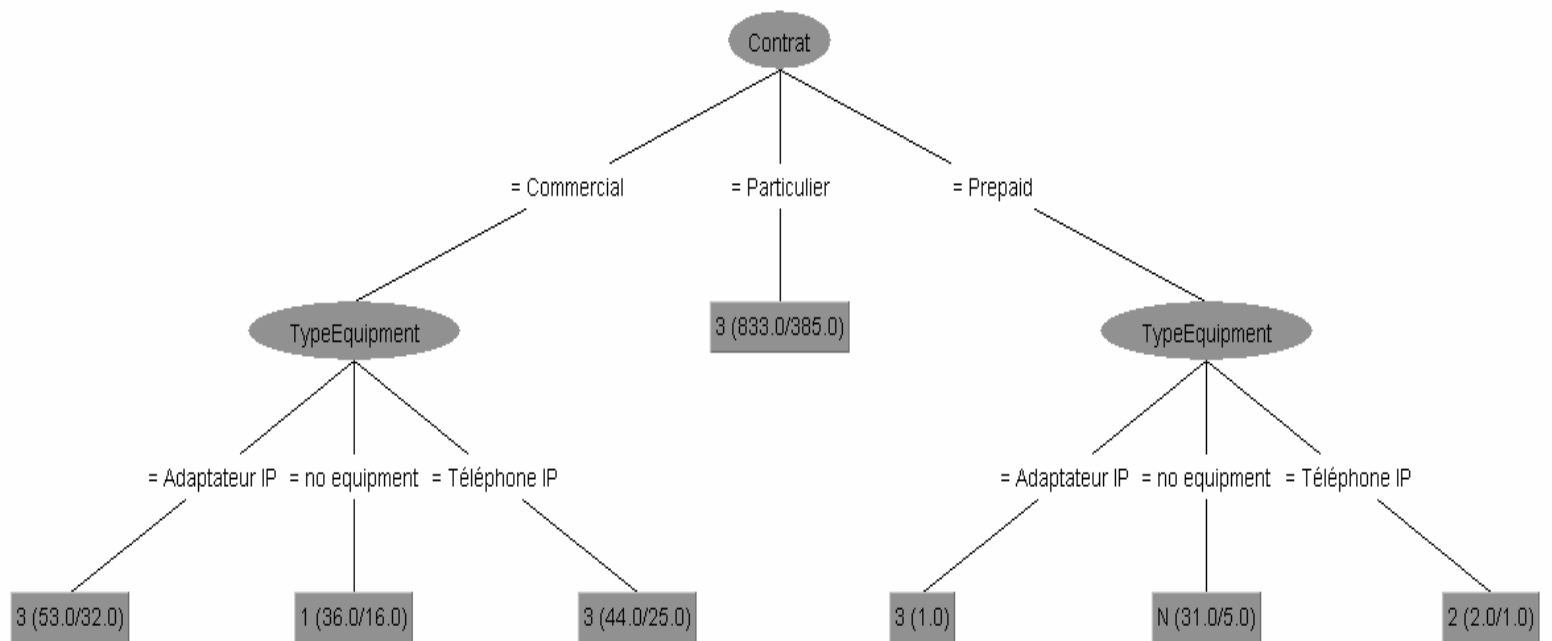 Contrat
= Commercial
= Particulier
= Prepaid
TypeEquipment
3 (833.0/385.0)
TypeEquipment
= Adaptateur IP
= no equipment
= Téléphone IP
= Adaptateur IP
= no equipment
= Téléphone IP
3 (53.0/32.0)
1 (36.0/16.0)
3 (44.0/25.0)
3 (1.0)
N (31.0/5.0)
2 (2.0/1.0)